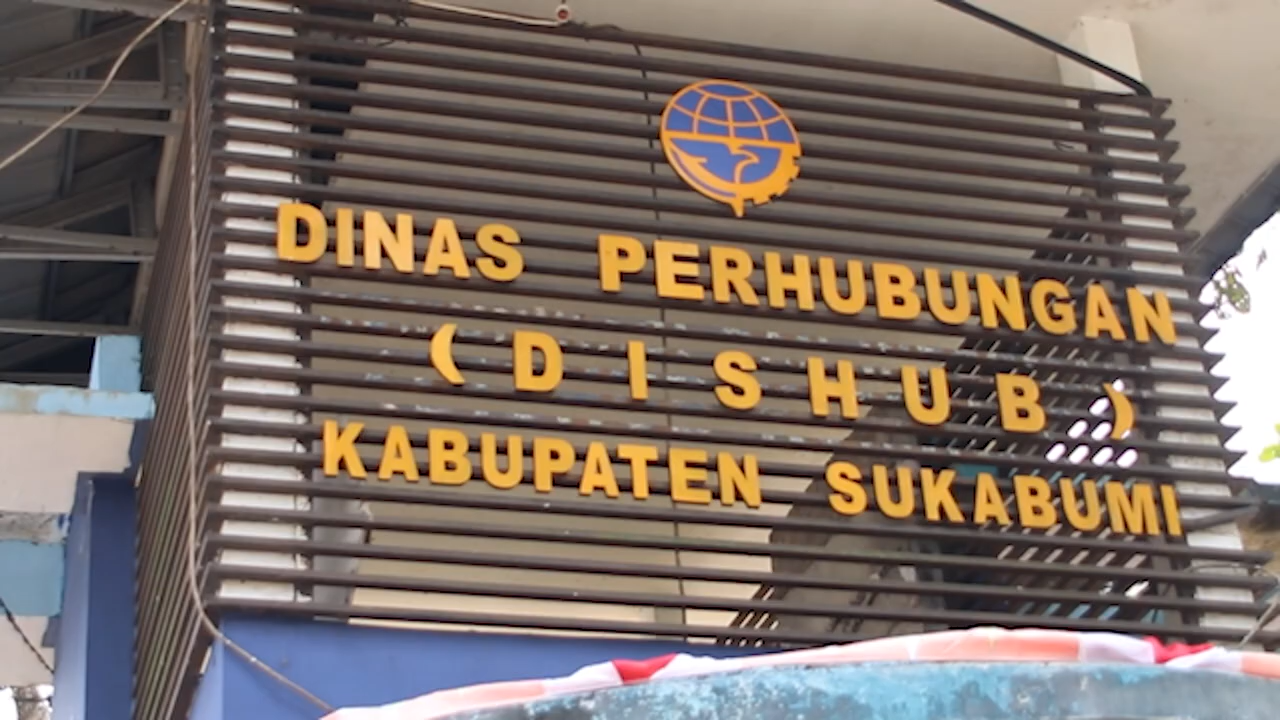 DINAS PERHUBUNGAN
( D I S H U B )
KABUPATEN SUKABUMI